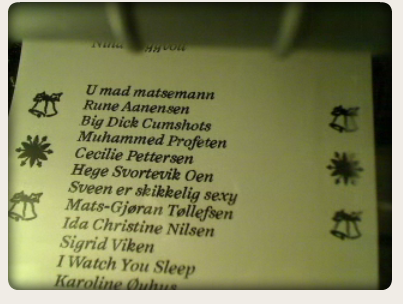 U mad matsemann
Rune Aanensen
Big Dick Cumshots
Muhammed Profeten
Cecilie Pettersen
Hege Svortevik Oen
Sveen er skikkelig sexy
Mats-Gjøran Tøllefsen
Ida Christine Nilsen
Sigrid Viken
I Watch You Sleep
Karoline